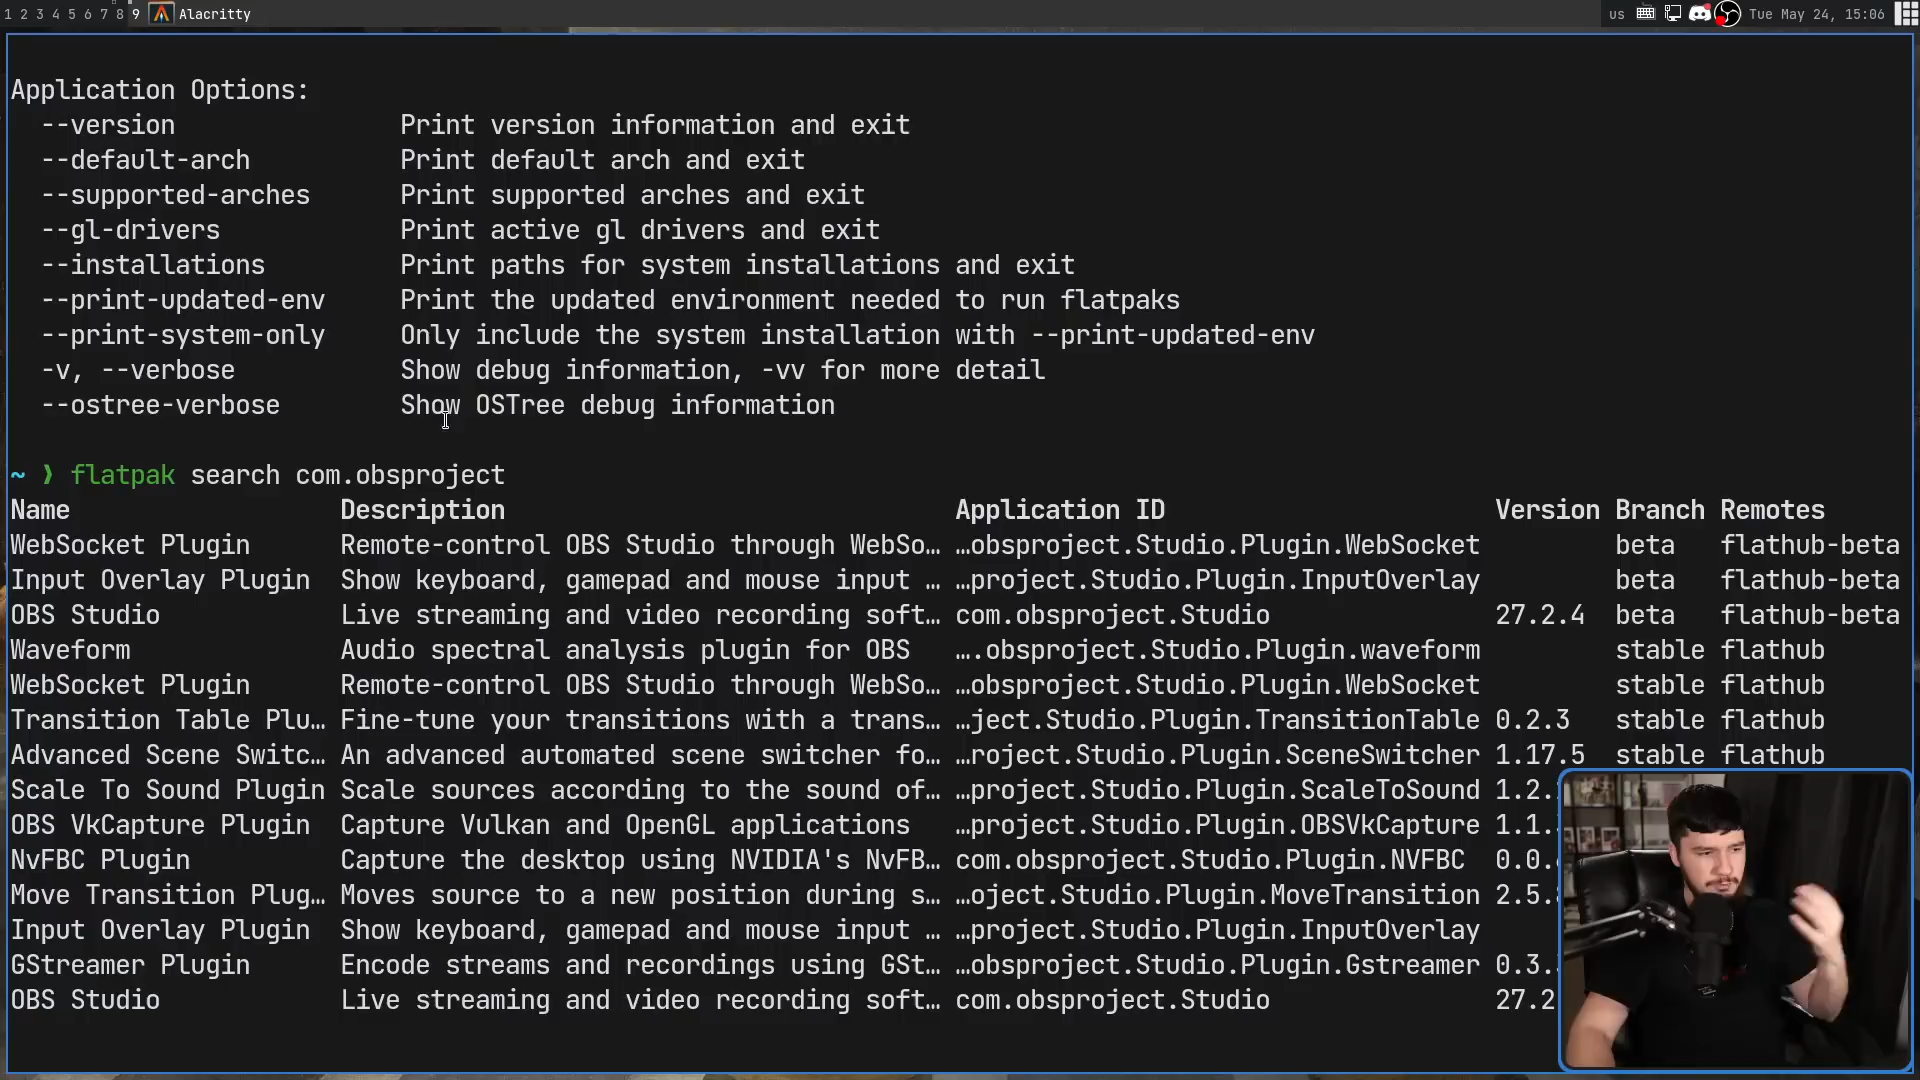 1 2 3 4 5 6 7 8 9 Alacritty us Tue May 24, 15:06
Application Options:
--version Print version information and exit
--default-arch Print default arch and exit
--supported-arches Print supported arches and exit
--gl-drivers Print active gl drivers and exit
--installations Print paths for system installations and exit
--print-updated-env Print the updated environment needed to run flatpaks
--print-system-only Only include the system installation with --print-updated-env
-v, --verbose Show debug information, -vv for more detail
--ostree-verbose Show OSTree debug information
~ ❯ flatpak search com.obsproject
Name Description Application ID Version Branch Remotes
WebSocket Plugin Remote-control OBS Studio through WebSo… …obsproject.Studio.Plugin.WebSocket beta flathub-beta
Input Overlay Plugin Show keyboard, gamepad and mouse input … …project.Studio.Plugin.InputOverlay beta flathub-beta
OBS Studio Live streaming and video recording soft… com.obsproject.Studio 27.2.4 beta flathub-beta
Waveform Audio spectral analysis plugin for OBS ….obsproject.Studio.Plugin.waveform stable flathub
WebSocket Plugin Remote-control OBS Studio through WebSo… …obsproject.Studio.Plugin.WebSocket stable flathub
Transition Table Plu… Fine-tune your transitions with a trans… …ject.Studio.Plugin.TransitionTable 0.2.3 stable flathub
Advanced Scene Switc… An advanced automated scene switcher fo… …roject.Studio.Plugin.SceneSwitcher 1.17.5 stable flathub
Scale To Sound Plugin Scale sources according to the sound of… …project.Studio.Plugin.ScaleToSound 1.2.
OBS VkCapture Plugin Capture Vulkan and OpenGL applications …project.Studio.Plugin.OBSVkCapture 1.1.
NvFBC Plugin Capture the desktop using NVIDIA's NvFB… com.obsproject.Studio.Plugin.NVFBC 0.0.
Move Transition Plug… Moves source to a new position during s… …oject.Studio.Plugin.MoveTransition 2.5.
Input Overlay Plugin Show keyboard, gamepad and mouse input … …project.Studio.Plugin.InputOverlay
GStreamer Plugin Encode streams and recordings using GSt… …obsproject.Studio.Plugin.Gstreamer 0.3.
OBS Studio Live streaming and video recording soft… com.obsproject.Studio 27.2